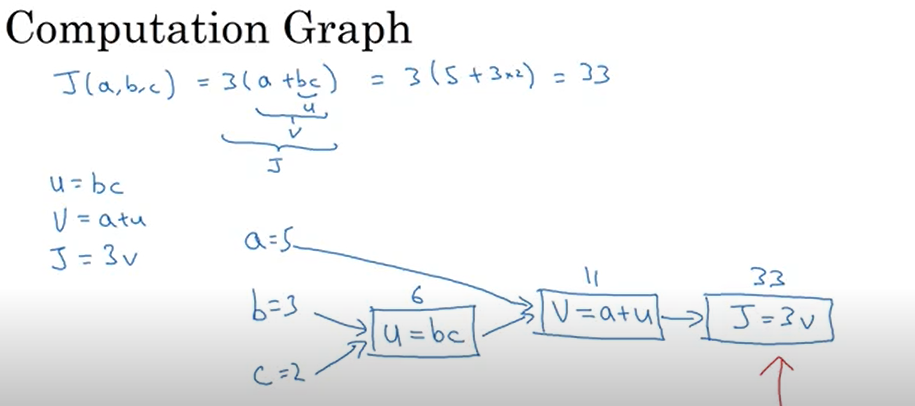 Computation Graph
J(a,b,c) = 3(a+bc) = 3(5+3×2) = 33
u
v
J
u = bc
V = a+u
J = 3v
a=5
11
33
b=3
6
V=a+u
J=3v
u=bc
c=2